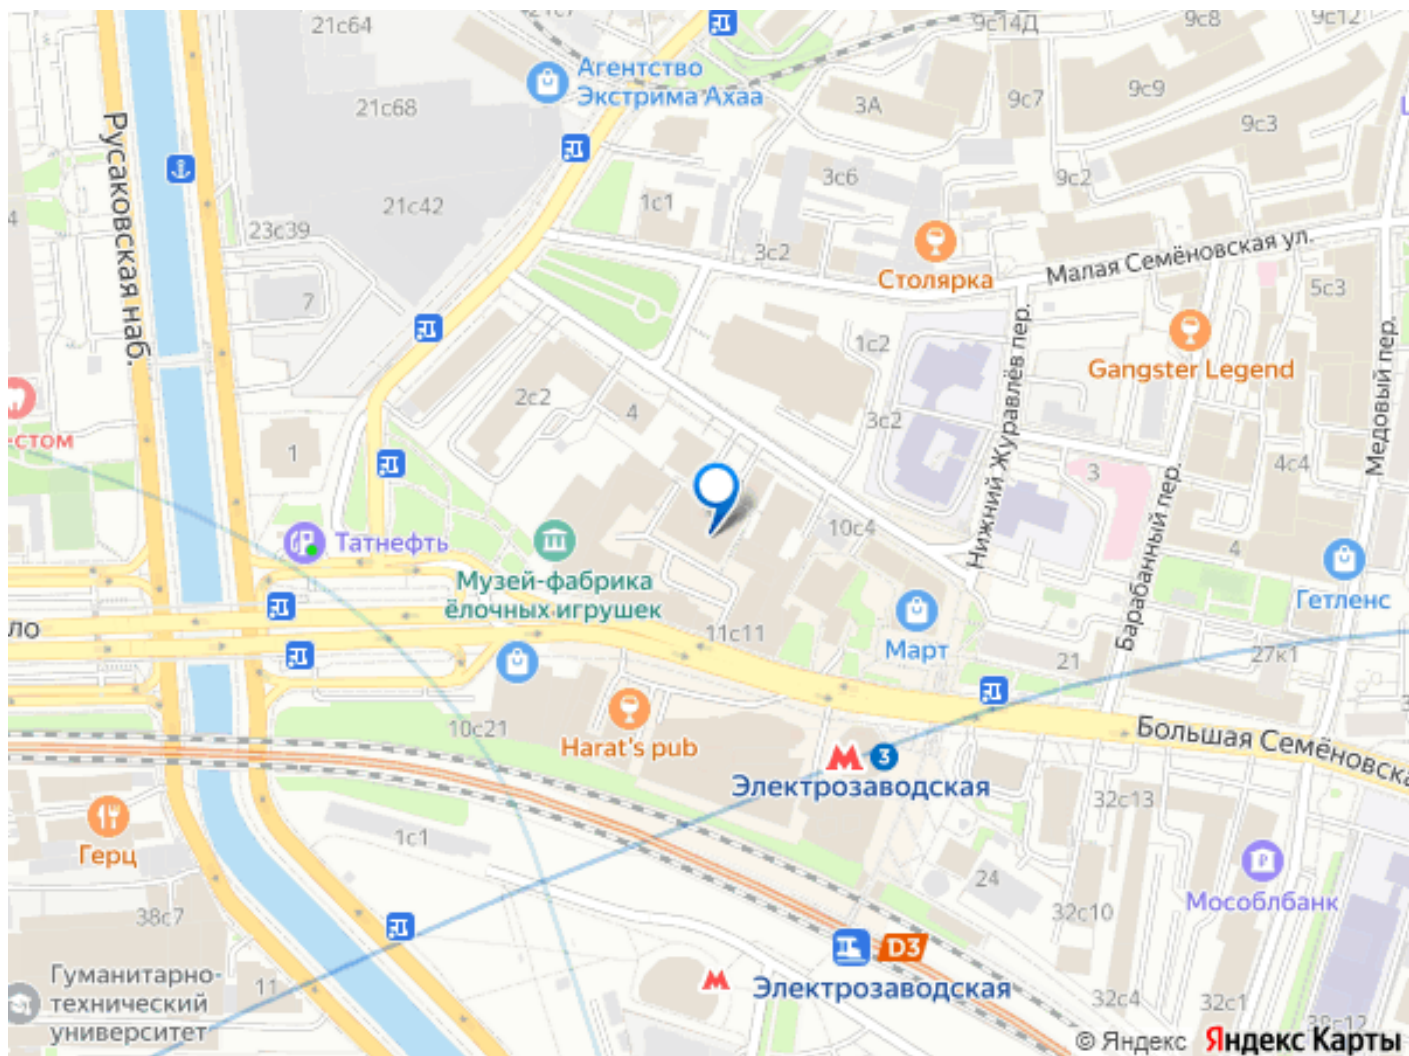 21с64
9с14Д
9с8
9с12
Агентство
Экстрима Ахаа
21с68
3А
9с7
9с9
9с3
Русаковская наб.
21с42
1с1
3с6
9с2
23с39
3с2
Столярка
Малая Семёновская ул.
7
5с3
1с2
Gangster Legend
2с2
4
3с2
Нижний Журавлёв пер.
Медовый пер.
стом
1
3
4с4
Барабанный пер.
10с4
4
Татнефть
Музей-фабрика
ёлочных игрушек
Гетленс
ло
11с11
Март
21
27к1
10с21
Harat's pub
Большая Семёновска
3
Электрозаводская
32с13
Герц
1с1
24
Мособлбанк
38с7
32с10
D3
Гуманитарно-
технический
университет
11
Электрозаводская
32с4
32с1
38с12
© Яндекс Яндекс Карты